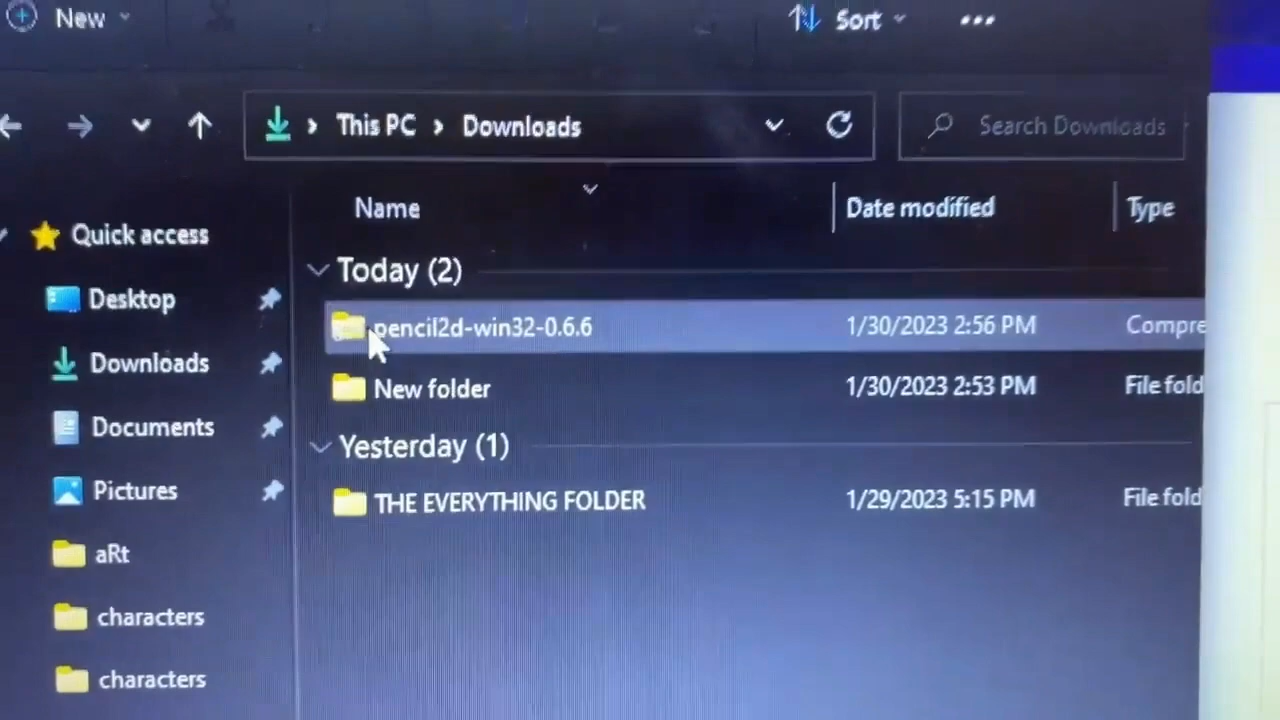 New
Sort
This PC > Downloads
Search Downloads
Name
Date modified
Type
Quick access
Today (2)
Desktop
pencil2d-win32-0.6.6
1/30/2023 2:56 PM
Compre
Downloads
New folder
1/30/2023 2:53 PM
File fold
Documents
Yesterday (1)
Pictures
THE EVERYTHING FOLDER
1/29/2023 5:15 PM
File fold
aRt
characters
characters